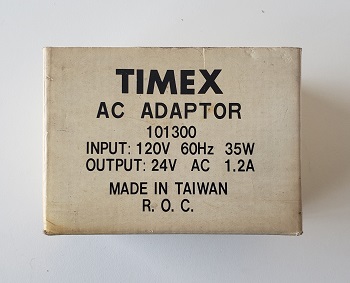 TIMEX
AC ADAPTOR
101300
INPUT: 120V 60Hz 35W
OUTPUT: 24V AC 1.2A
MADE IN TAIWAN
R. O. C.